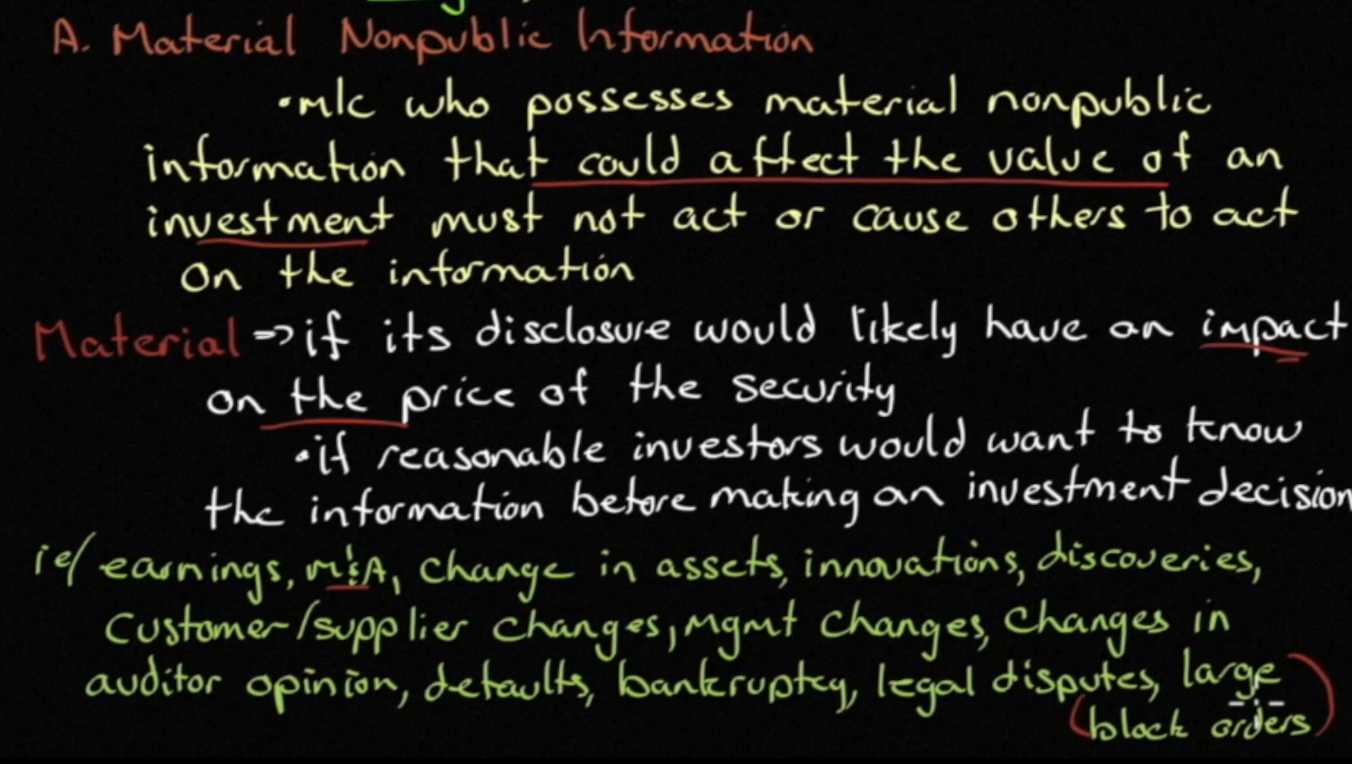 A. Material Nonpublic Information
• m/c who possesses material nonpublic
information that could affect the value of an
investment must not act or cause others to act
on the information
Material => if its disclosure would likely have an impact
on the price of the security
• if reasonable investors would want to know
the information before making an investment decision
ie/ earnings, M&A, change in assets, innovations, discoveries,
Customer/supplier changes, mgmt changes, changes in
auditor opinion, defaults, bankruptcy, legal disputes, large
block orders